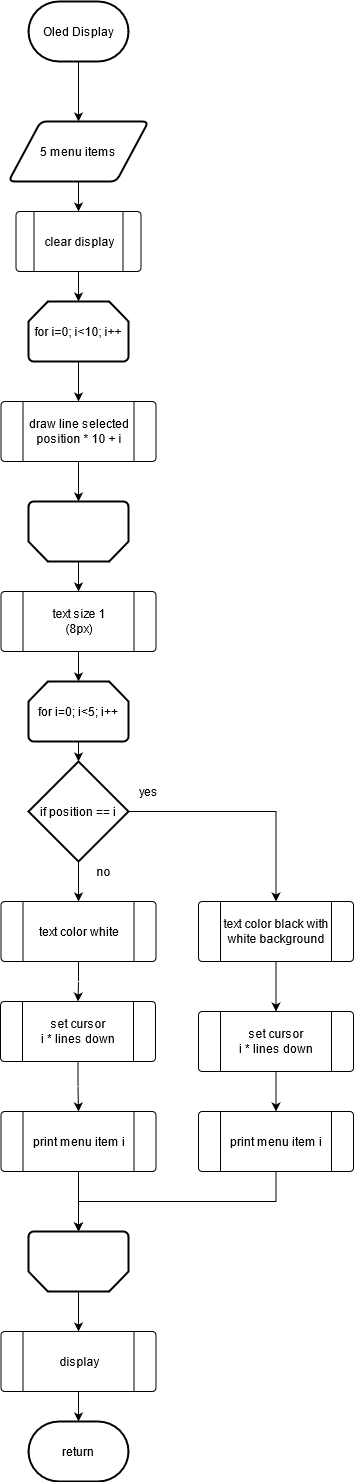 Oled Display
5 menu items
clear display
for i=0; i<10; i++
draw line selected
position * 10 + i
text size 1
(8px)
for i=0; i<5; i++
if position == i
yes
no
text color white
text color black with
white background
set cursor
i * lines down
set cursor
i * lines down
print menu item i
print menu item i
display
return